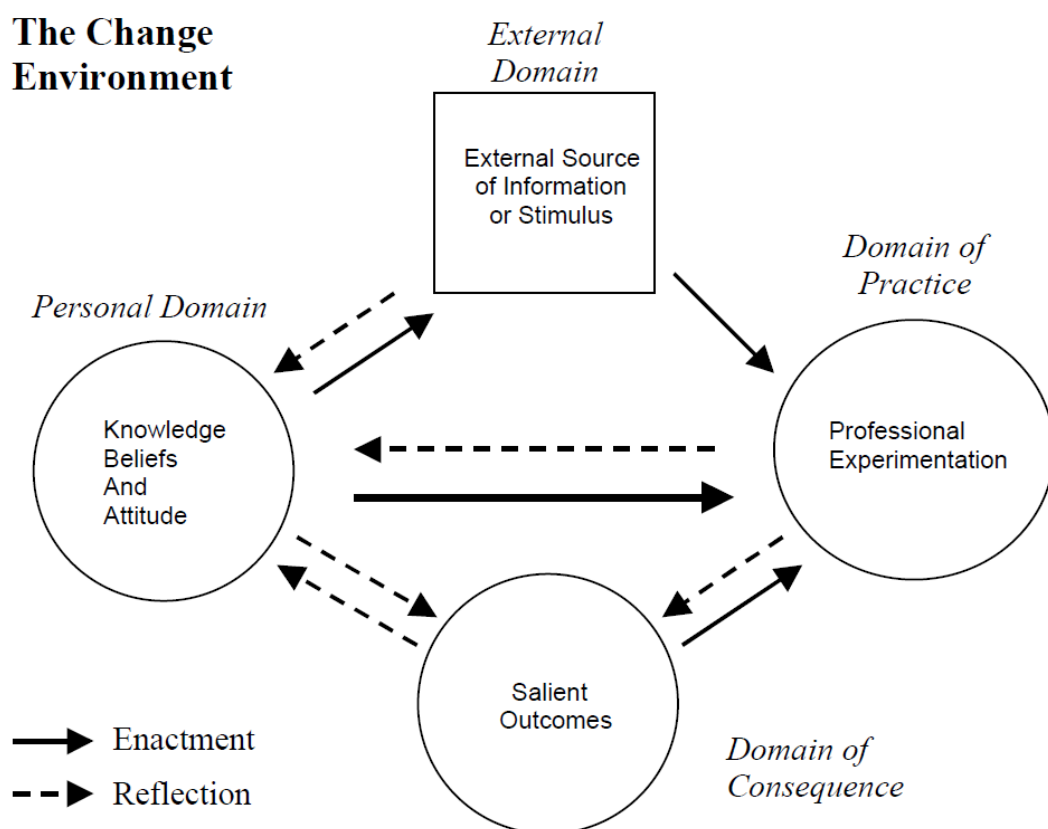 The Change
Environment
External
Domain
External Source
of Information
or Stimulus
Domain of
Practice
Personal Domain
Knowledge
Beliefs
And
Attitude
Professional
Experimentation
Salient
Outcomes
Enactment
Reflection
Domain of
Consequence